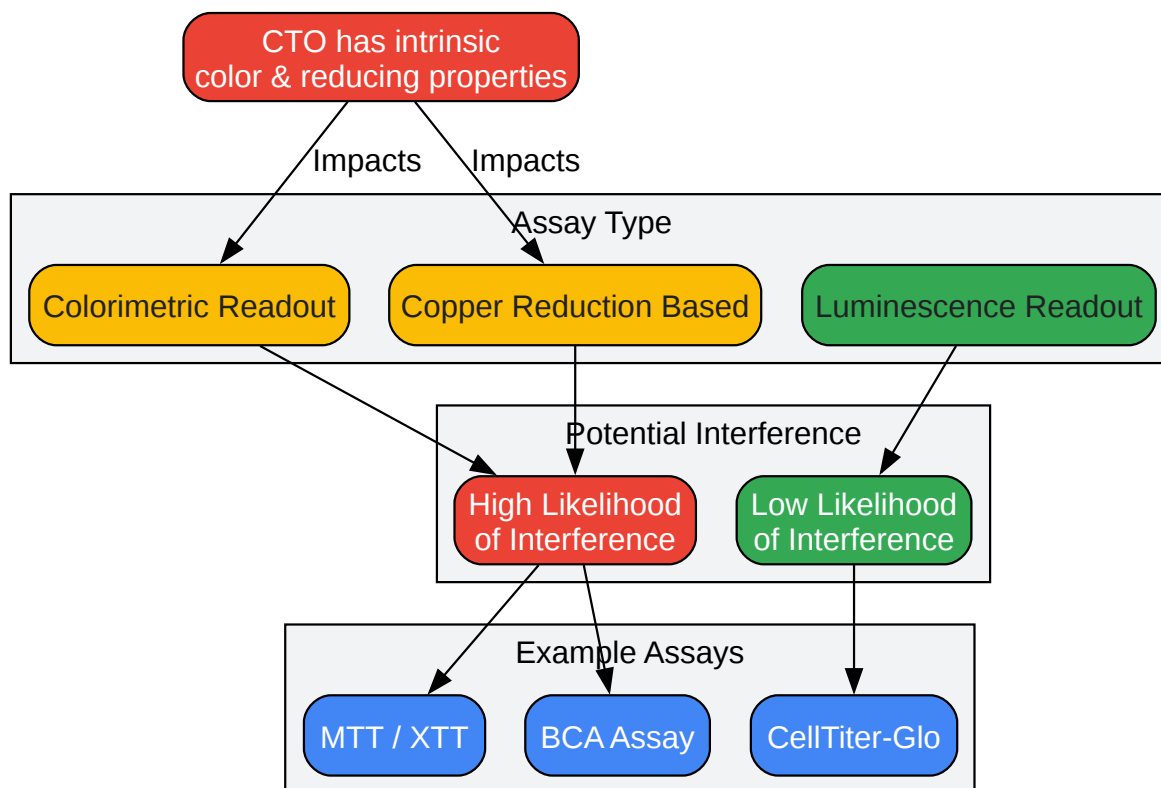 CTO has intrinsic
color & reducing properties
Impacts
Impacts
Assay Type
Colorimetric Readout
Copper Reduction Based
Luminescence Readout
Potential Interference
High Likelihood
of Interference
Low Likelihood
of Interference
Example Assays
MTT / XTT
BCA Assay
CellTiter-Glo